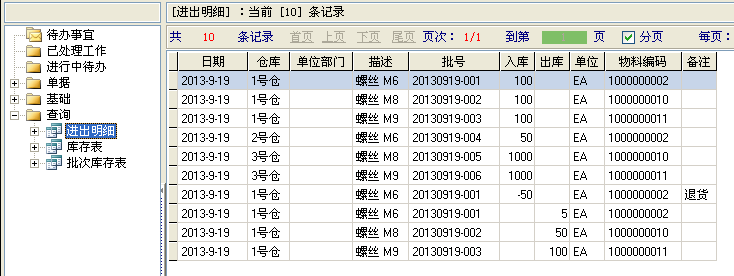 待办事宜
已处理工作
进行中待办
单据
基础
查询
进出明细
库存表
批次库存表
[进出明细] ：当前 [10] 条记录
共 10 条记录 首页 上页 下页 尾页 页次：1/1 到第 页 分页 每页：
日期 仓库 单位部门 描述 批号 入库 出库 单位 物料编码 备注
2013-9-19 1号仓 螺丝 M6 20130919-001 100 EA 1000000002
2013-9-19 1号仓 螺丝 M8 20130919-002 100 EA 1000000010
2013-9-19 1号仓 螺丝 M9 20130919-003 100 EA 1000000011
2013-9-19 2号仓 螺丝 M6 20130919-004 50 EA 1000000002
2013-9-19 3号仓 螺丝 M8 20130919-005 1000 EA 1000000010
2013-9-19 3号仓 螺丝 M9 20130919-006 1000 EA 1000000011
2013-9-19 1号仓 螺丝 M6 20130919-001 -50 EA 1000000002 退货
2013-9-19 1号仓 螺丝 M6 20130919-001 5 EA 1000000002
2013-9-19 1号仓 螺丝 M8 20130919-002 50 EA 1000000010
2013-9-19 1号仓 螺丝 M9 20130919-003 100 EA 1000000011